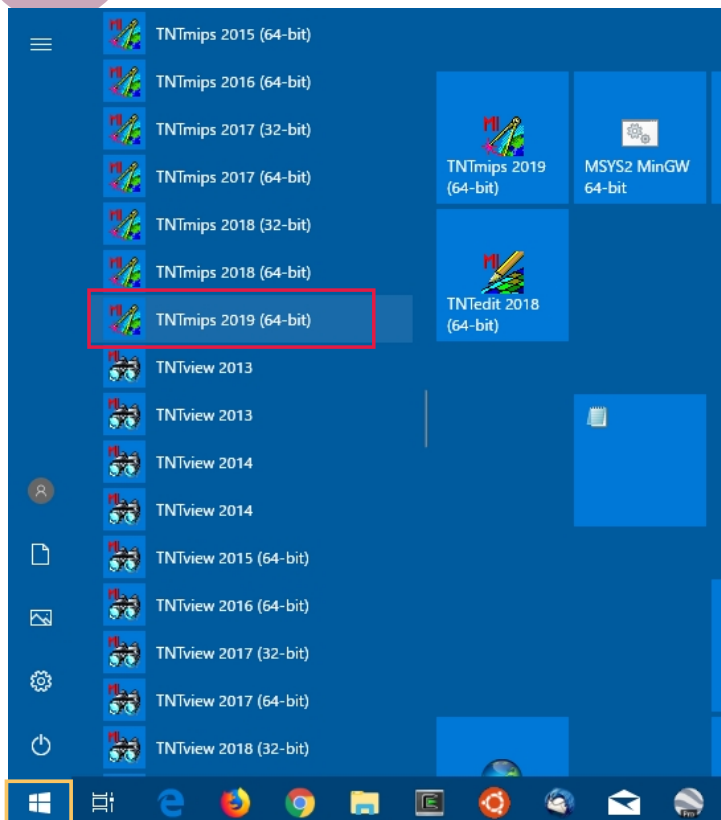 TNTmips 2015 (64-bit)
TNTmips 2016 (64-bit)
TNTmips 2017 (32-bit)
TNTmips 2017 (64-bit)
TNTmips 2018 (32-bit)
TNTmips 2018 (64-bit)
TNTmips 2019 (64-bit)
TNTview 2013
TNTview 2013
TNTview 2014
TNTview 2014
TNTview 2015 (64-bit)
TNTview 2016 (64-bit)
TNTview 2017 (32-bit)
TNTview 2017 (64-bit)
TNTview 2018 (32-bit)
TNTmips 2019
(64-bit)
MSYS2 MinGW
64-bit
TNTedit 2018
(64-bit)